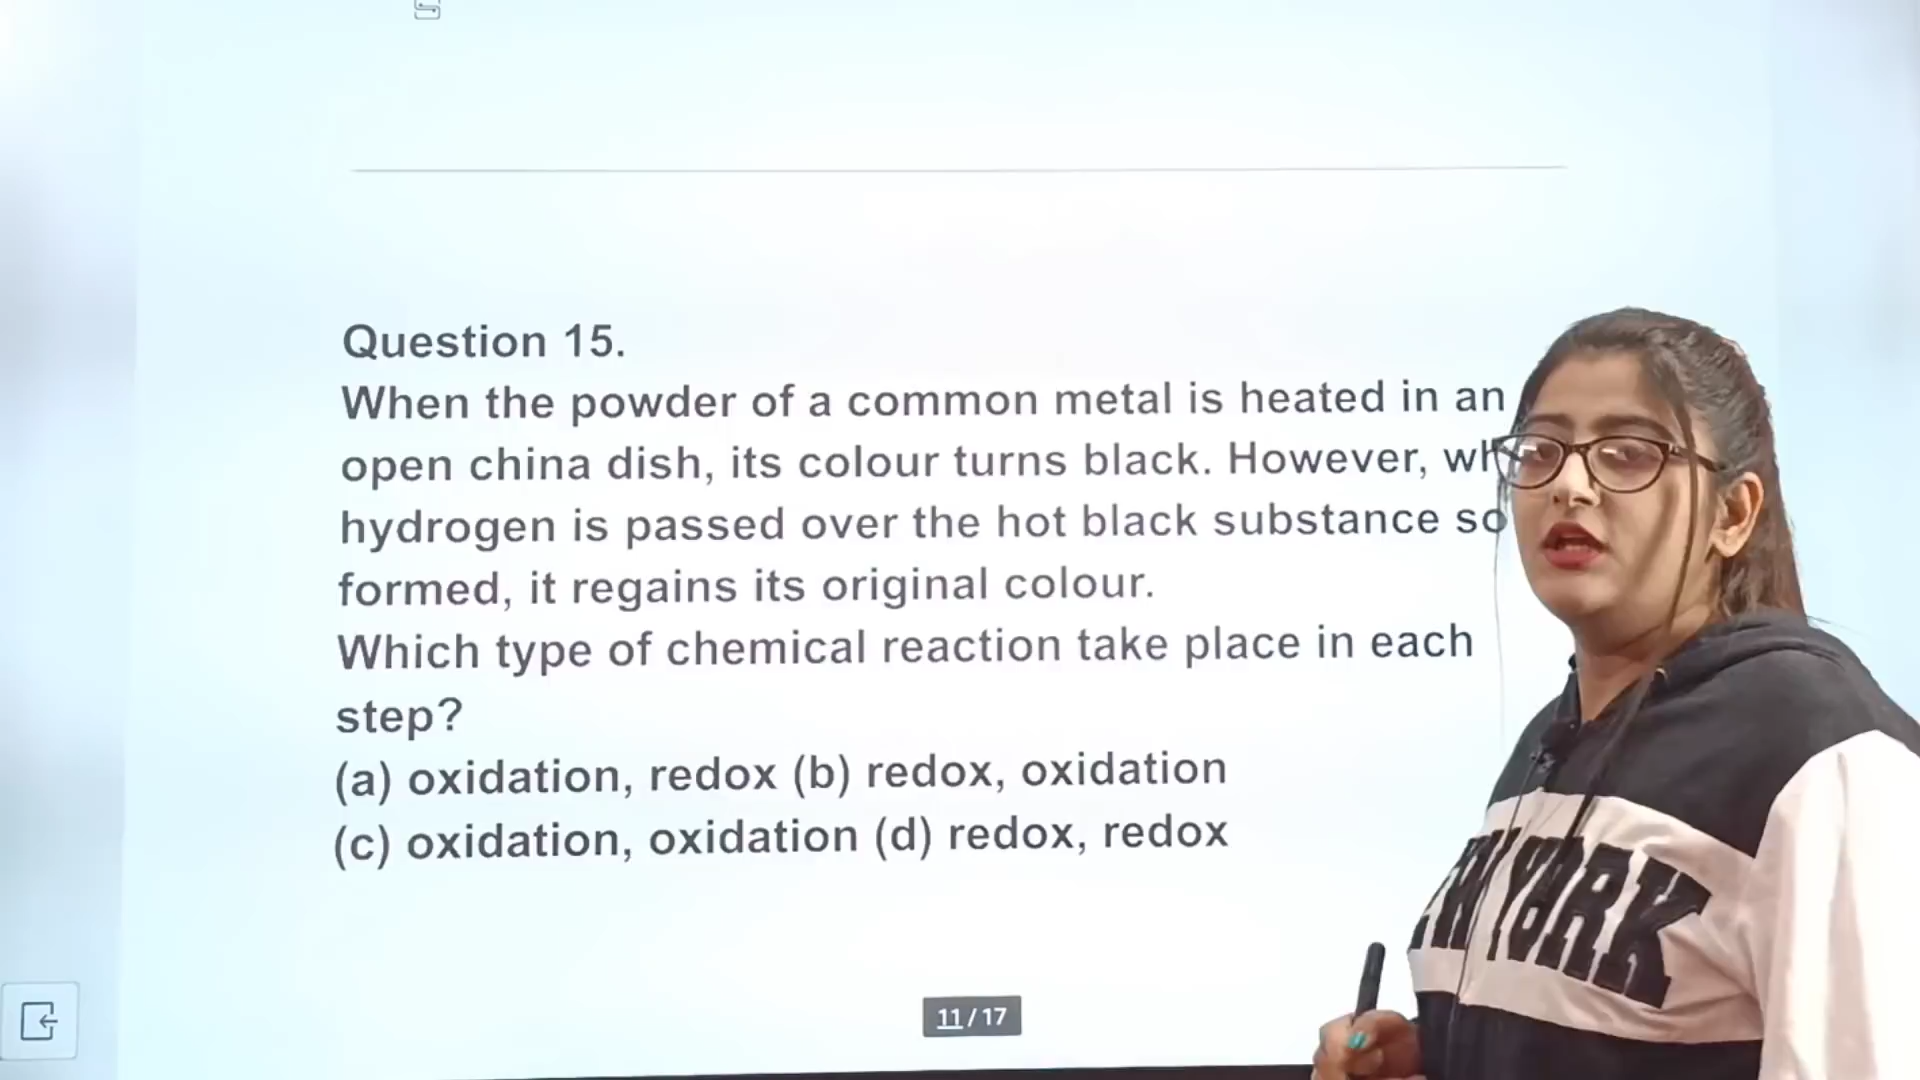 Question 15.
When the powder of a common metal is heated in an
open china dish, its colour turns black. However,
hydrogen is passed over the hot black substance so
formed, it regains its original colour.
Which type of chemical reaction take place in each
step?
(a) oxidation, redox (b) redox, oxidation
(c) oxidation, oxidation (d) redox, redox
YORK
11 / 17